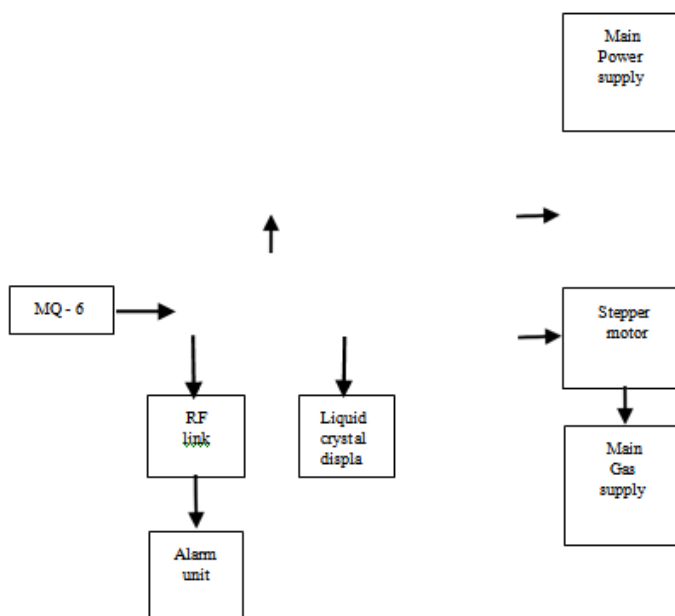 Main
Power
supply
MQ - 6
Stepper
motor
RF
link
Liquid
crystal
displa
Main
Gas
supply
Alarm
unit